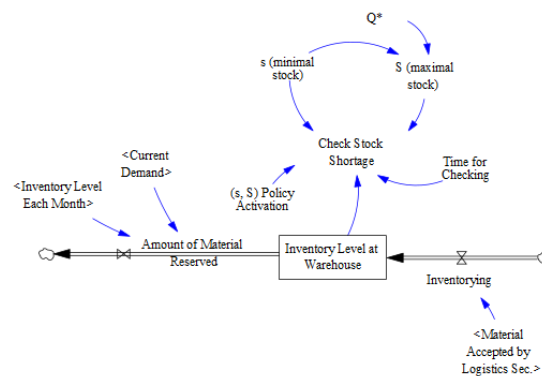 Q*
s (minimal
stock)
S (maximal
stock)
Check Stock
Shortage
<Current
Demand>
<Inventory Level
Each Month>
(s, S) Policy
Activation
Time for
Checking
Amount of Material
Reserved
Inventory Level at
Warehouse
Inventorying
<Material
Accepted by
Logistics Sec.>